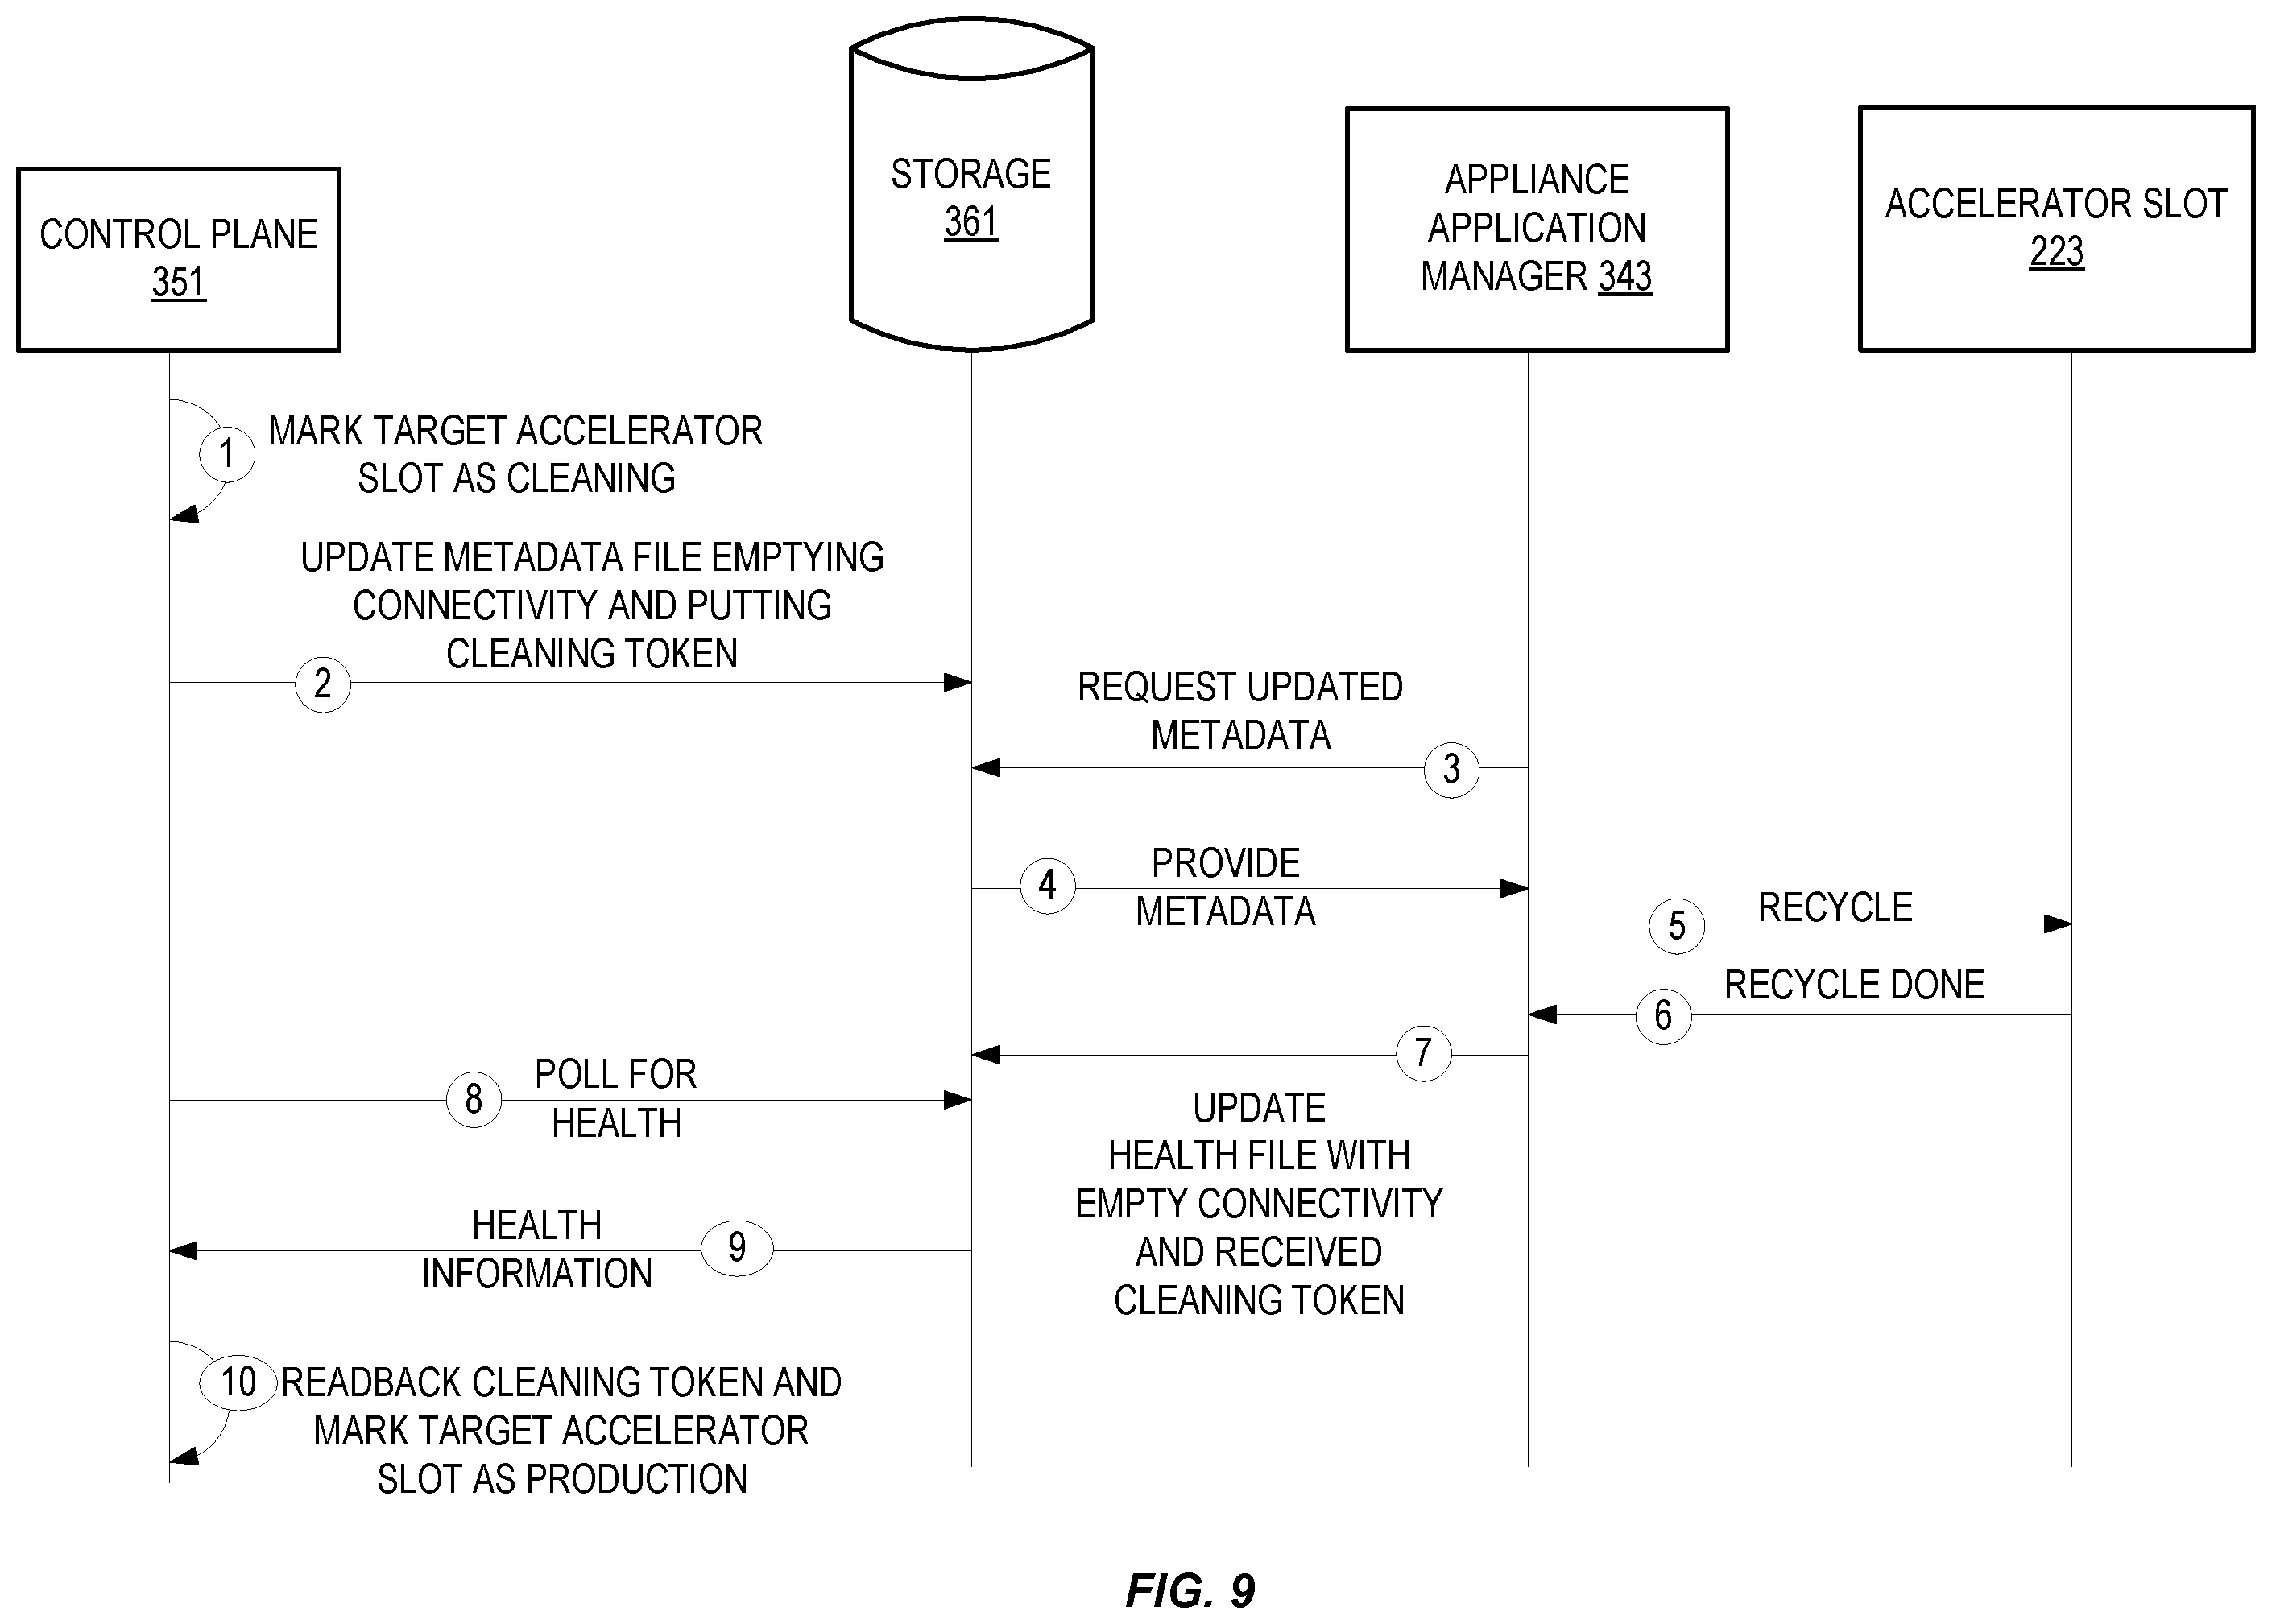 CONTROL PLANE
351
STORAGE
361
APPLIANCE
APPLICATION
MANAGER 343
ACCELERATOR SLOT
223
1
MARK TARGET ACCELERATOR
SLOT AS CLEANING
UPDATE METADATA FILE EMPTYING
CONNECTIVITY AND PUTTING
CLEANING TOKEN
2
REQUEST UPDATED
METADATA
3
4
PROVIDE
METADATA
5
RECYCLE
RECYCLE DONE
6
7
UPDATE
HEALTH FILE WITH
EMPTY CONNECTIVITY
AND RECEIVED
CLEANING TOKEN
8
POLL FOR
HEALTH
HEALTH
INFORMATION
9
10
READBACK CLEANING TOKEN AND
MARK TARGET ACCELERATOR
SLOT AS PRODUCTION
FIG. 9